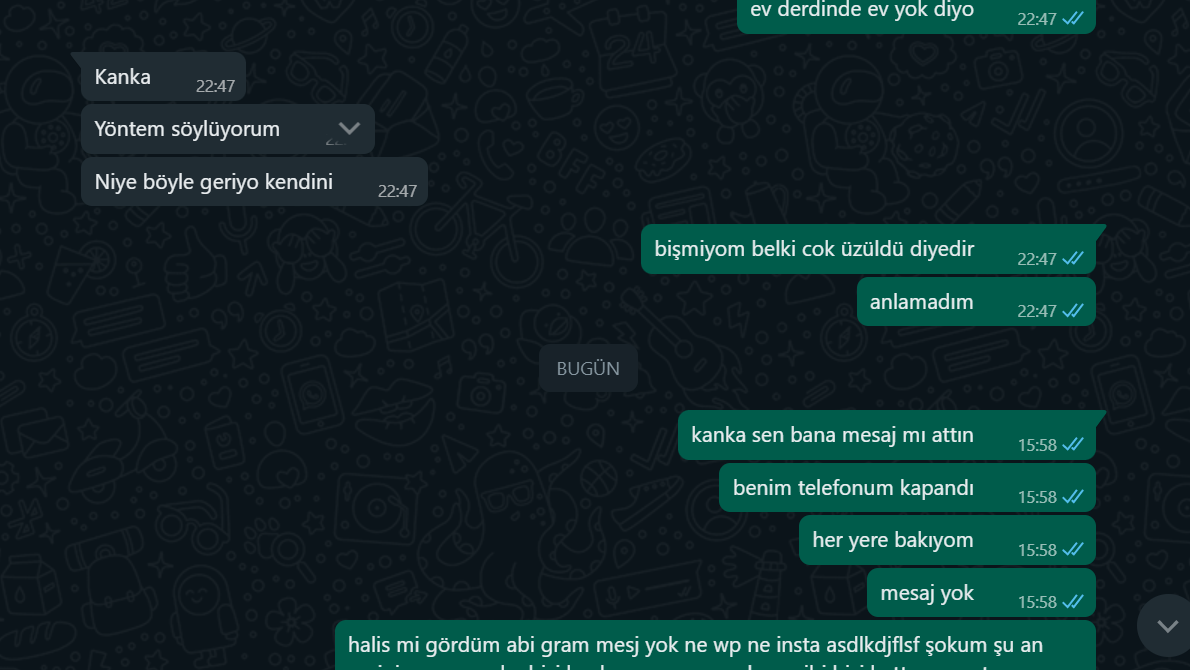 ev derdinde ev yok diyo
22:47
Kanka
22:47
Yöntem söylüyorum
Niye böyle geriyo kendini
22:47
bişmiyom belki cok üzüldü diyedir
22:47
anlamadım
22:47
BUGÜN
kanka sen bana mesaj mı attın
15:58
benim telefonum kapandı
15:58
her yere bakıyom
15:58
mesaj yok
15:58
halis mi gördüm abi gram mesj yok ne wp ne insta asdlkdjflsf şokum şu an